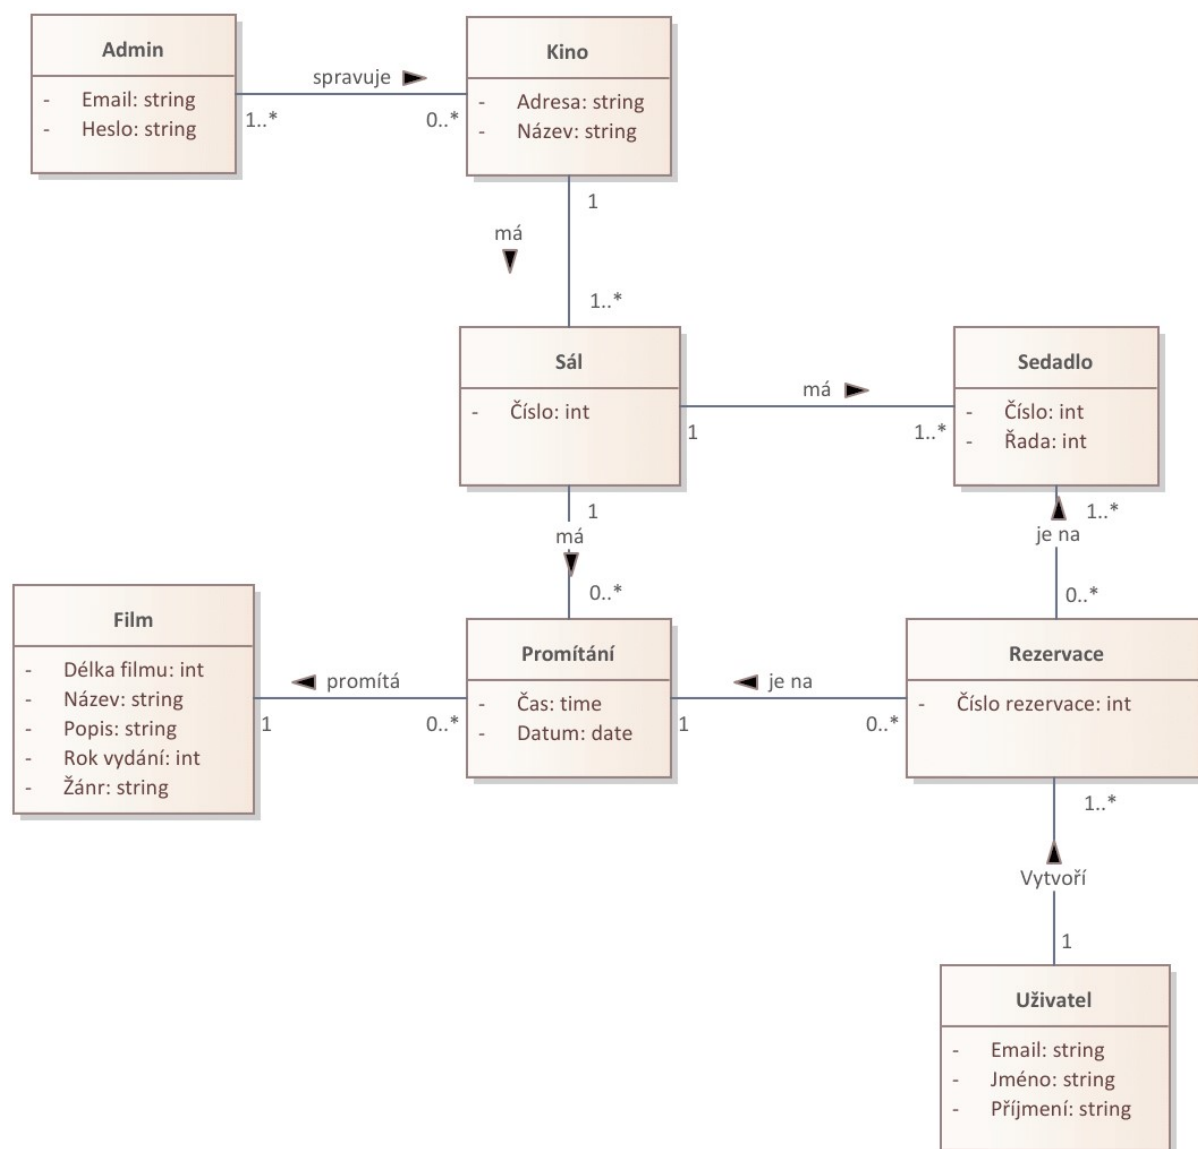 Admin
- Email: string
- Heslo: string
spravuje
1..*
0..*
Kino
- Adresa: string
- Název: string
1
má
1..*
Sál
- Číslo: int
má
1
1..*
Sedadlo
- Číslo: int
- Řada: int
1
má
0..*
1..*
je na
0..*
Film
- Délka filmu: int
- Název: string
- Popis: string
- Rok vydání: int
- Žánr: string
promítá
1
0..*
Promítání
- Čas: time
- Datum: date
je na
1
0..*
Rezervace
- Číslo rezervace: int
1..*
Vytvoří
1
Uživatel
- Email: string
- Jméno: string
- Příjmení: string